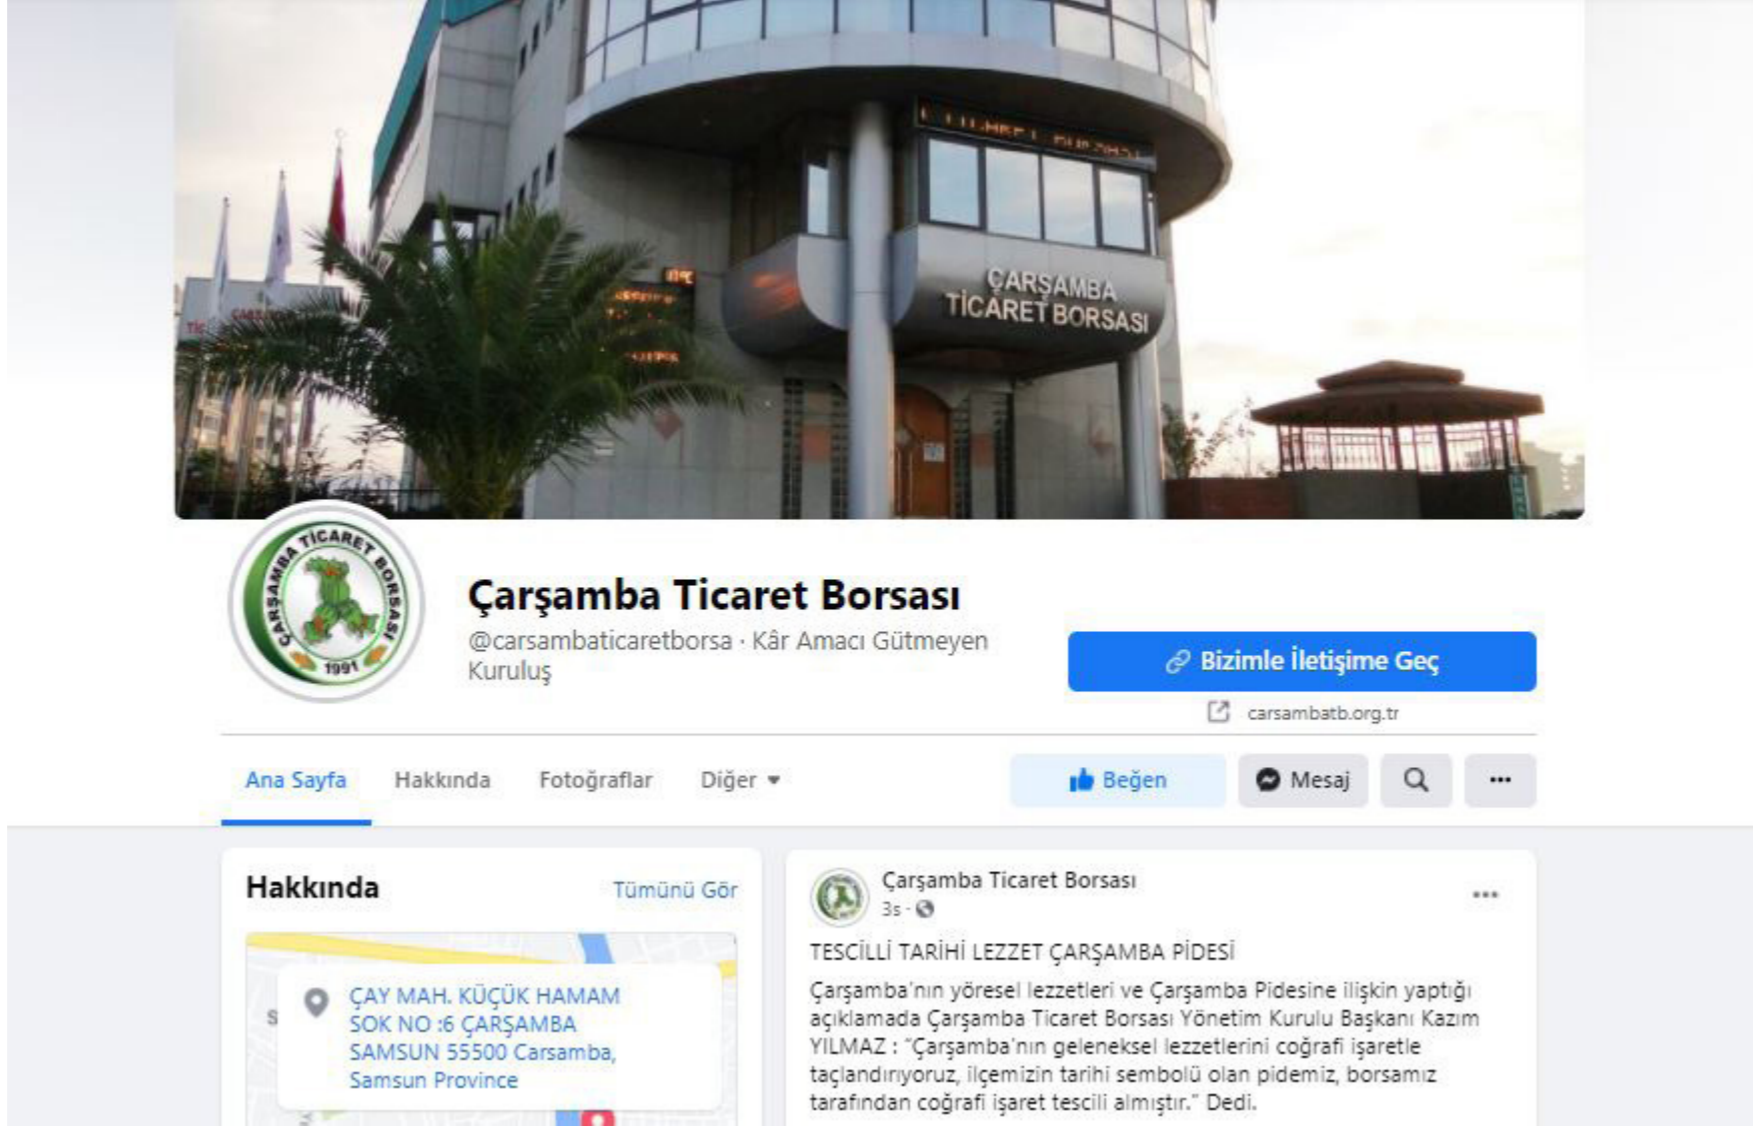 ÇARŞAMBA
TİCARET BORSASI
ÇARŞAMBA TİCARET BORSASI
1991
Çarşamba Ticaret Borsası
@carsambaticaretborsa · Kâr Amacı Gütmeyen
Kuruluş
Bizimle İletişime Geç
carsambatb.org.tr
Ana Sayfa Hakkında Fotoğraflar Diğer
Beğen Mesaj
Hakkında Tümünü Gör
ÇAY MAH. KÜÇÜK HAMAM
SOK NO :6 ÇARŞAMBA
SAMSUN 55500 Carsamba,
Samsun Province
Çarşamba Ticaret Borsası
3s ·
TESCİLLİ TARİHİ LEZZET ÇARŞAMBA PİDESİ
Çarşamba'nın yöresel lezzetleri ve Çarşamba Pidesine ilişkin yaptığı
açıklamada Çarşamba Ticaret Borsası Yönetim Kurulu Başkanı Kazım
YILMAZ : "Çarşamba'nın geleneksel lezzetlerini coğrafi işaretle
taçlandırıyoruz, ilçemizin tarihi sembolü olan pidemiz, borsamız
tarafından coğrafi işaret tescili almıştır." Dedi.